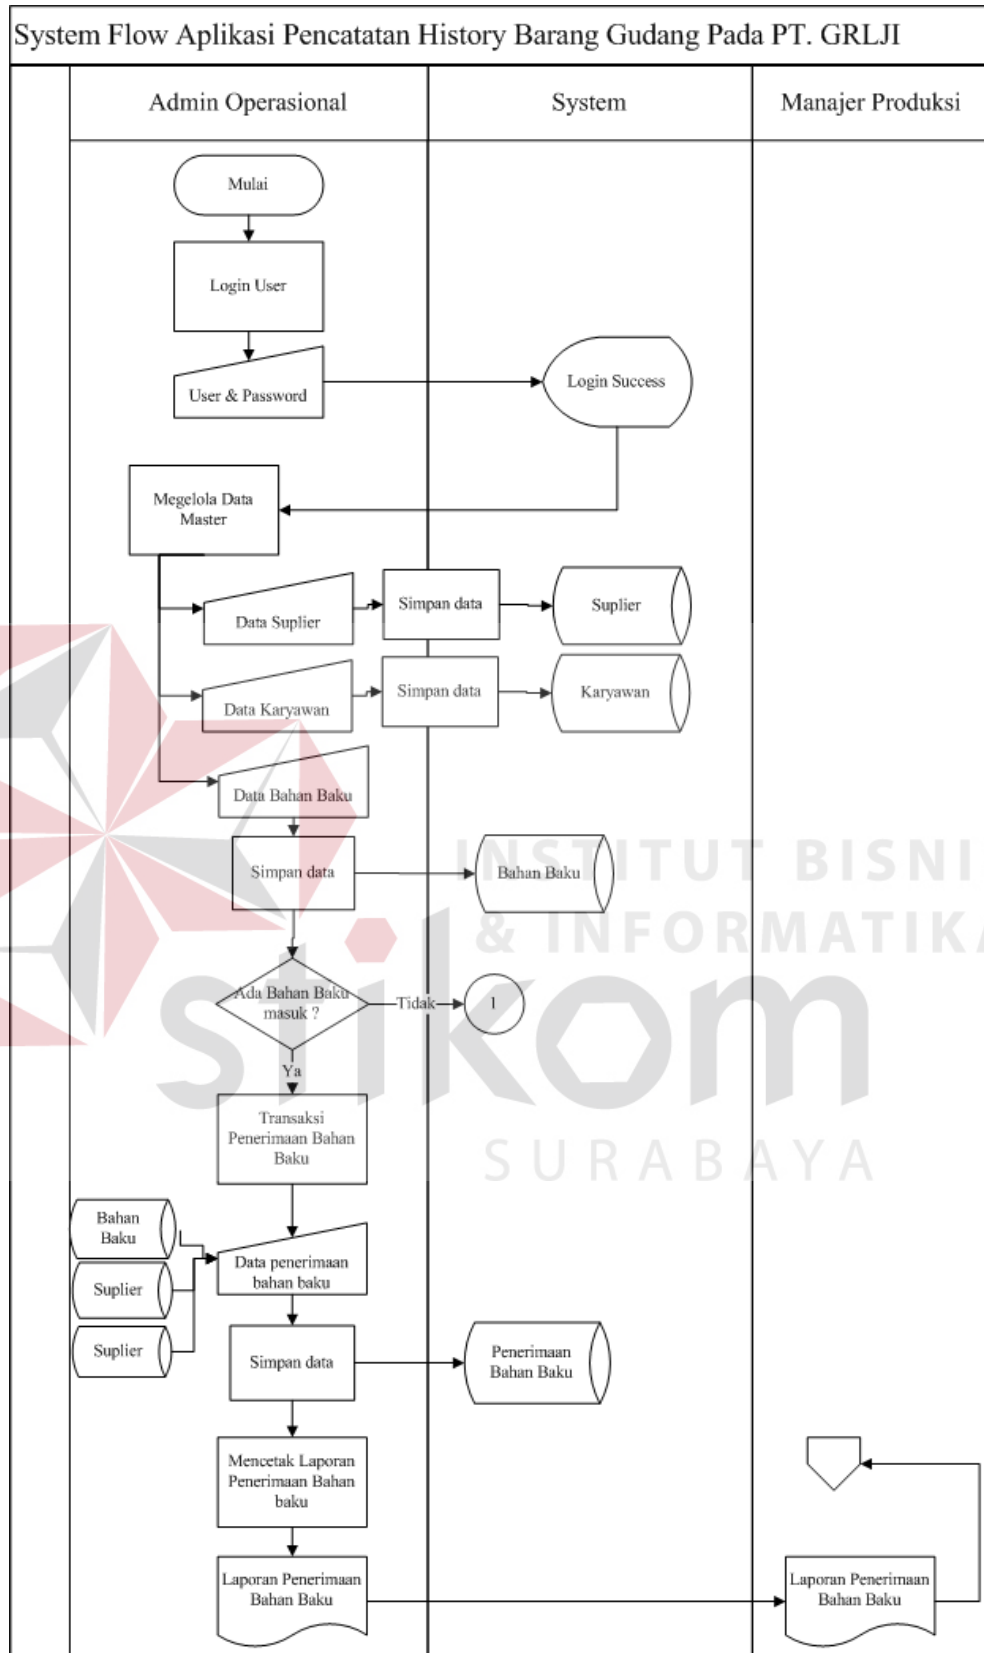 System Flow Aplikasi Pencatatan History Barang Gudang Pada PT. GRLJI
Admin Operasional
System
Manajer Produksi
Mulai
Login User
User & Password
Login Success
Megelola Data
Master
Data Suplier
Simpan data
Suplier
Data Karyawan
Simpan data
Karyawan
Data Bahan Baku
Simpan data
Bahan Baku
INSTITUT BISNI
& INFORMATIKA
stikom
SURABAYA
Ada Bahan Baku
masuk ?
Tidak
1
Ya
Transaksi
Penerimaan Bahan
Baku
Bahan
Baku
Suplier
Suplier
Data penerimaan
bahan baku
Simpan data
Penerimaan
Bahan Baku
Mencetak Laporan
Penerimaan Bahan
baku
Laporan Penerimaan
Bahan Baku
Laporan Penerimaan
Bahan Baku